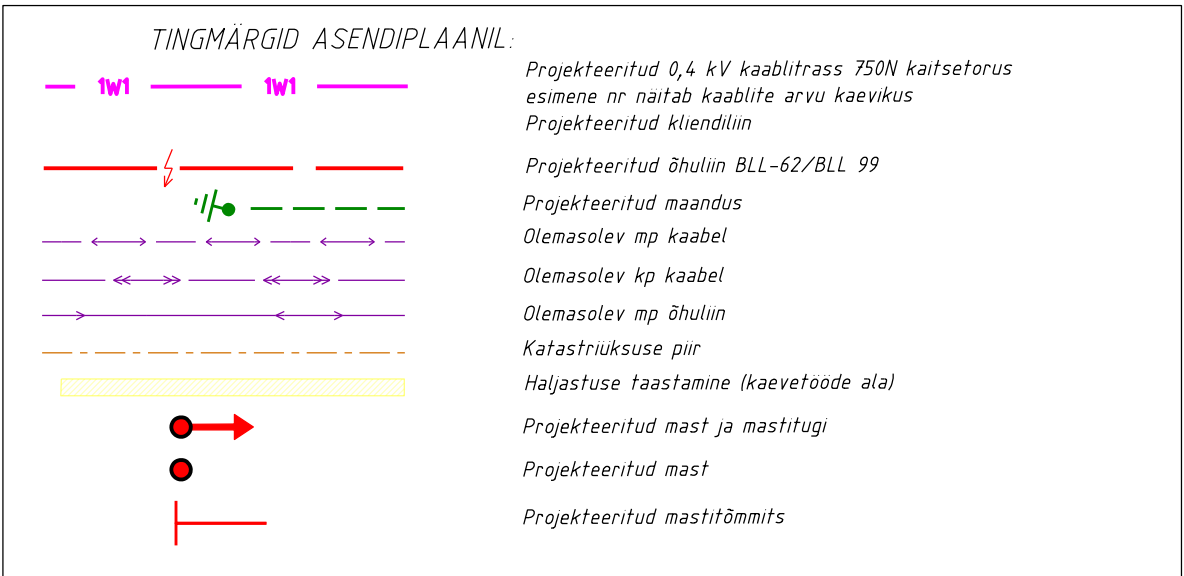 TINGMÄRGID ASENDIPLAANIL:
1W1 1W1
Projekteeritud 0,4 kV kaablitrass 750N kaitsetorus
esimene nr näitab kaablite arvu kaevikus
Projekteeritud kliendiliin
Projekteeritud õhuliin BLL-62/BLL 99
Projekteeritud maandus
Olemasolev mp kaabel
Olemasolev kp kaabel
Olemasolev mp õhuliin
Katastriüksuse piir
Haljastuse taastamine (kaevetööde ala)
Projekteeritud mast ja mastitugi
Projekteeritud mast
Projekteeritud mastitõmmits